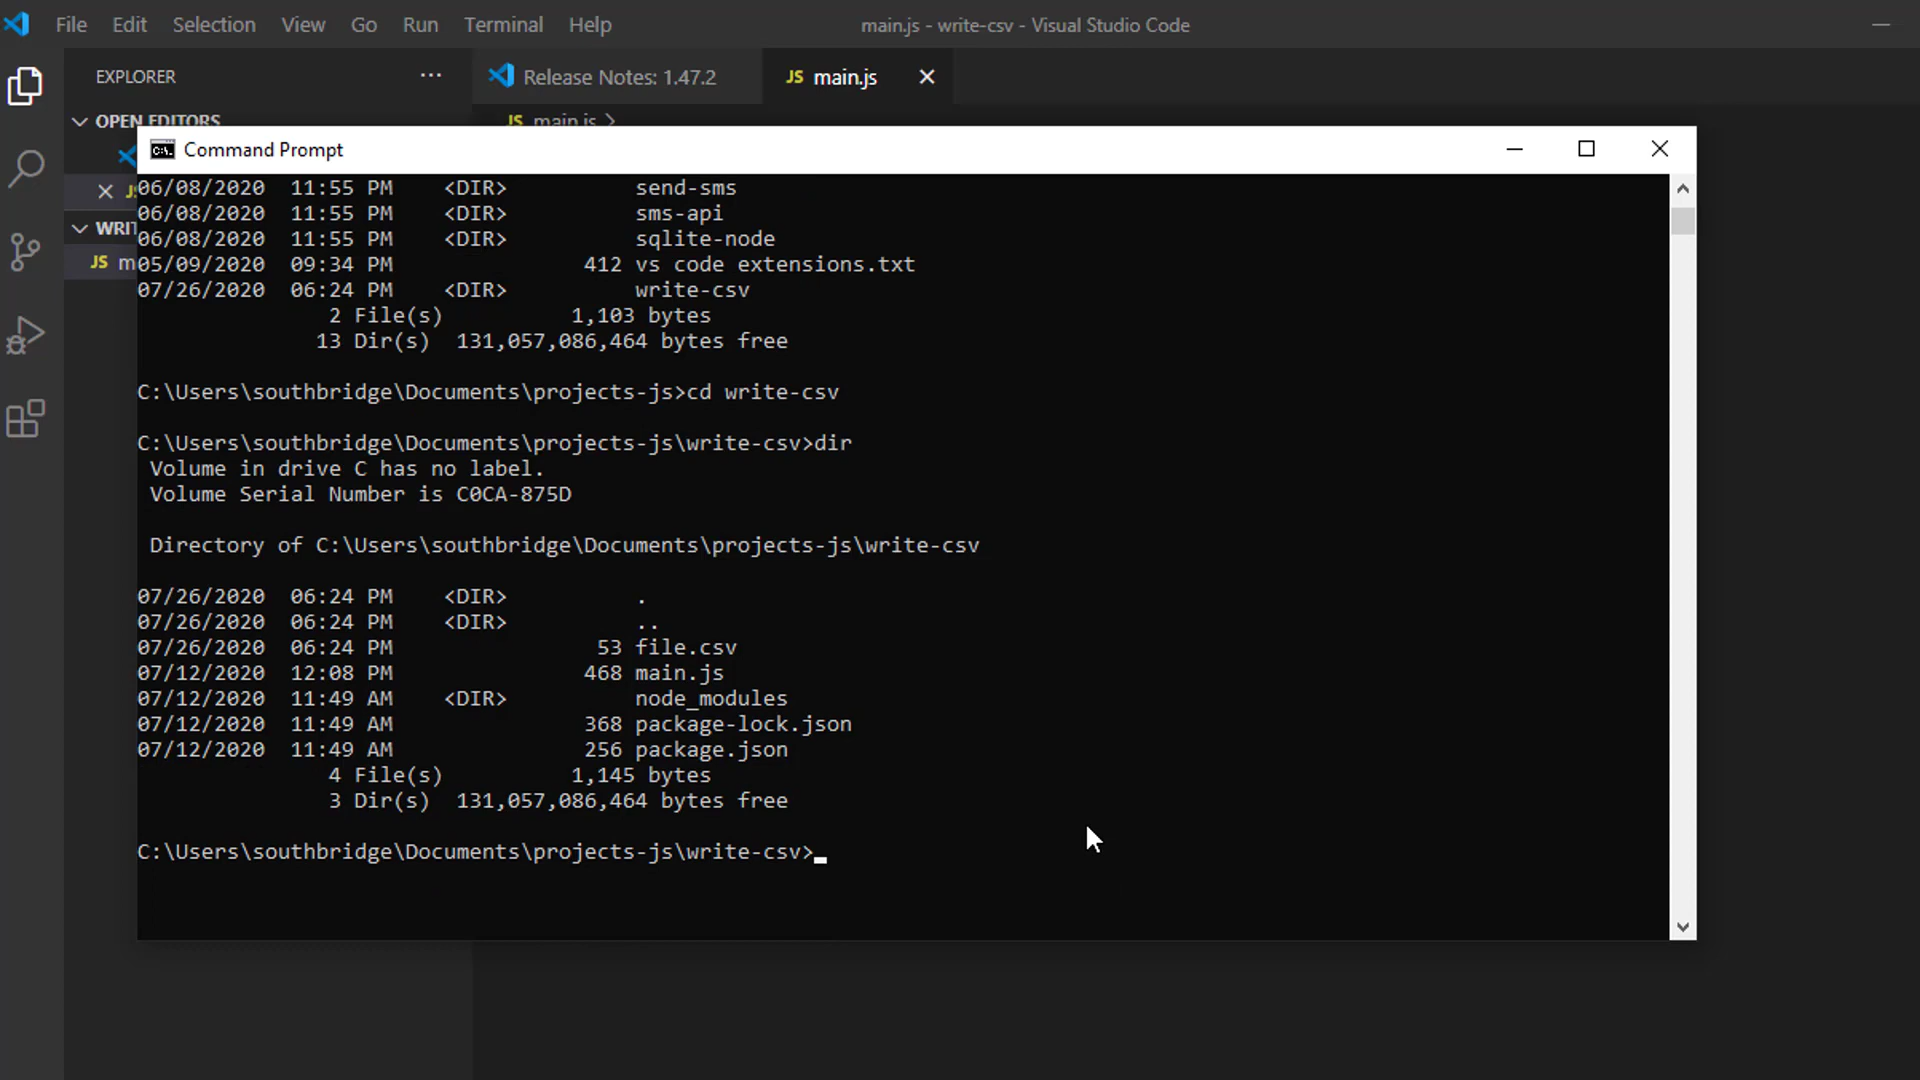 File Edit Selection View Go Run Terminal Help
main.js - write-csv - Visual Studio Code
EXPLORER ···
Release Notes: 1.47.2
JS main.js
OPEN EDITORS
JS main.js >
Command Prompt
06/08/2020  11:55 PM    <DIR>          send-sms
06/08/2020  11:55 PM    <DIR>          sms-api
06/08/2020  11:55 PM    <DIR>          sqlite-node
05/09/2020  09:34 PM               412 vs code extensions.txt
07/26/2020  06:24 PM    <DIR>          write-csv
2 File(s)          1,103 bytes
13 Dir(s)  131,057,086,464 bytes free
C:\Users\southbridge\Documents\projects-js>cd write-csv
C:\Users\southbridge\Documents\projects-js\write-csv>dir
Volume in drive C has no label.
Volume Serial Number is C0CA-875D
Directory of C:\Users\southbridge\Documents\projects-js\write-csv
07/26/2020  06:24 PM    <DIR>          .
07/26/2020  06:24 PM    <DIR>          ..
07/26/2020  06:24 PM                53 file.csv
07/12/2020  12:08 PM               468 main.js
07/12/2020  11:49 AM    <DIR>          node_modules
07/12/2020  11:49 AM               368 package-lock.json
07/12/2020  11:49 AM               256 package.json
4 File(s)          1,145 bytes
3 Dir(s)  131,057,086,464 bytes free
C:\Users\southbridge\Documents\projects-js\write-csv>
JS
WRIT
JS m